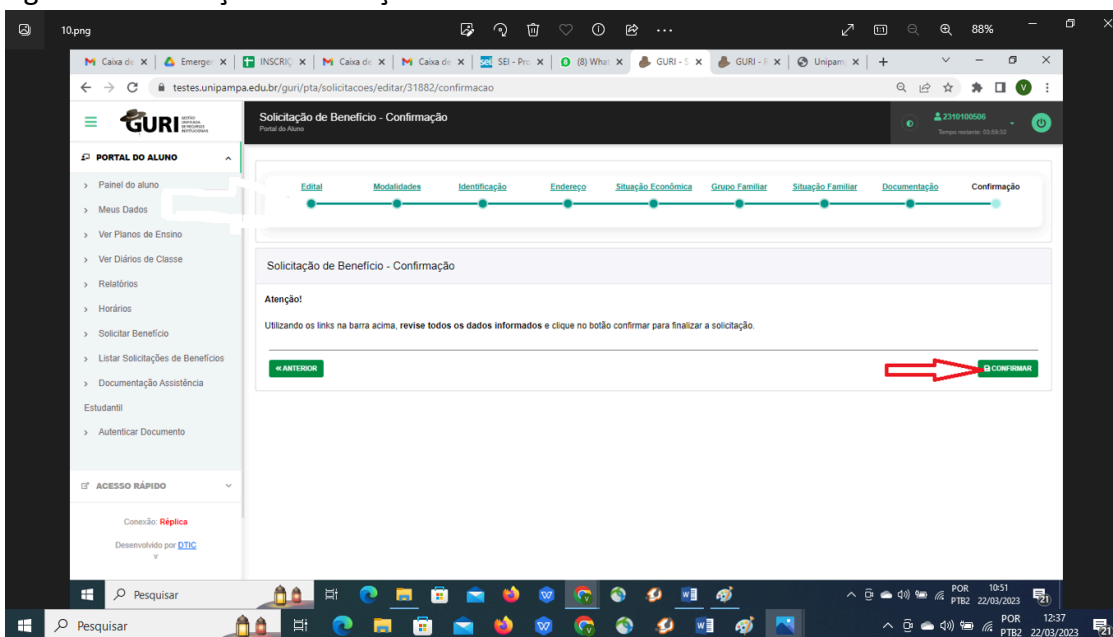 10.png
88%
Caixa de
Emerger
INSCRIÇ
Caixa de
Caixa de
SEI - Pro
(8) What
GURI - S
GURI - F
Unipam
testes.unipampa.edu.br/guri/pta/solicitacoes/editar/31882/confirmacao
GURI
Solicitação de Benefício - Confirmação
Portal do Aluno
2310100506
PORTAL DO ALUNO
Painel do aluno
Meus Dados
Ver Planos de Ensino
Ver Diários de Classe
Relatórios
Horários
Solicitar Benefício
Listar Solicitações de Benefícios
Documentação Assistência
Estudantil
Autenticar Documento
ACESSO RÁPIDO
Conexão: Réplica
Desenvolvido por DTIC
Edital Modalidades Identificação Endereço Situação Econômica Grupo Familiar Situação Familiar Documentação Confirmação
Solicitação de Benefício - Confirmação
Atenção!
Utilizando os links na barra acima, revise todos os dados informados e clique no botão confirmar para finalizar a solicitação.
« ANTERIOR
CONFIRMAR
Pesquisar
POR 10:51
PTB2 22/03/2023
21
Pesquisar
POR 12:37
PTB2 22/03/2023
21